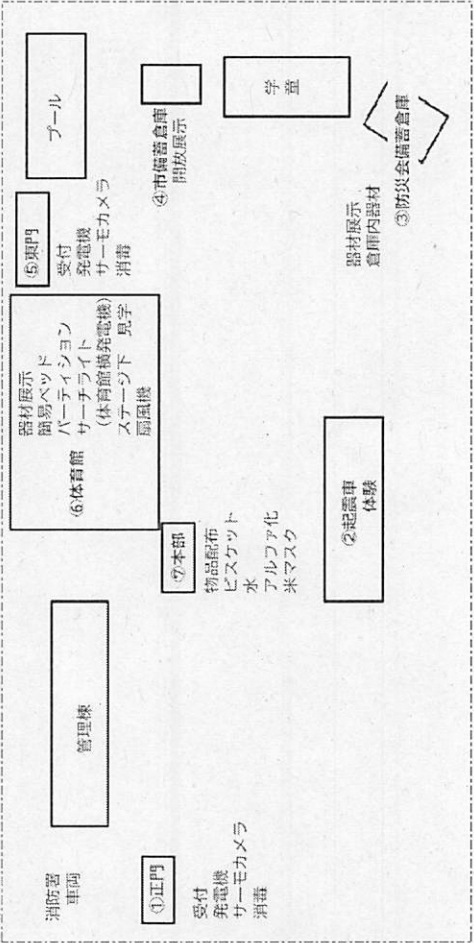 消防署
車両
①正門
受付
発電機
サーモカメラ
消毒
管理棟
⑦本部
物品配布
ビスケット
水
アルファ化
米マスク
⑥体育館
器材展示
簡易ベッド
パーティション
サーチライト
(体育館横発電機)
ステージ下 見学
扇風機
②起震車
体験
⑤東門
受付
発電機
サーモカメラ
消毒
プール
④市備蓄倉庫
開放展示
学童
器材展示
倉庫内器材
③防災会備蓄倉庫